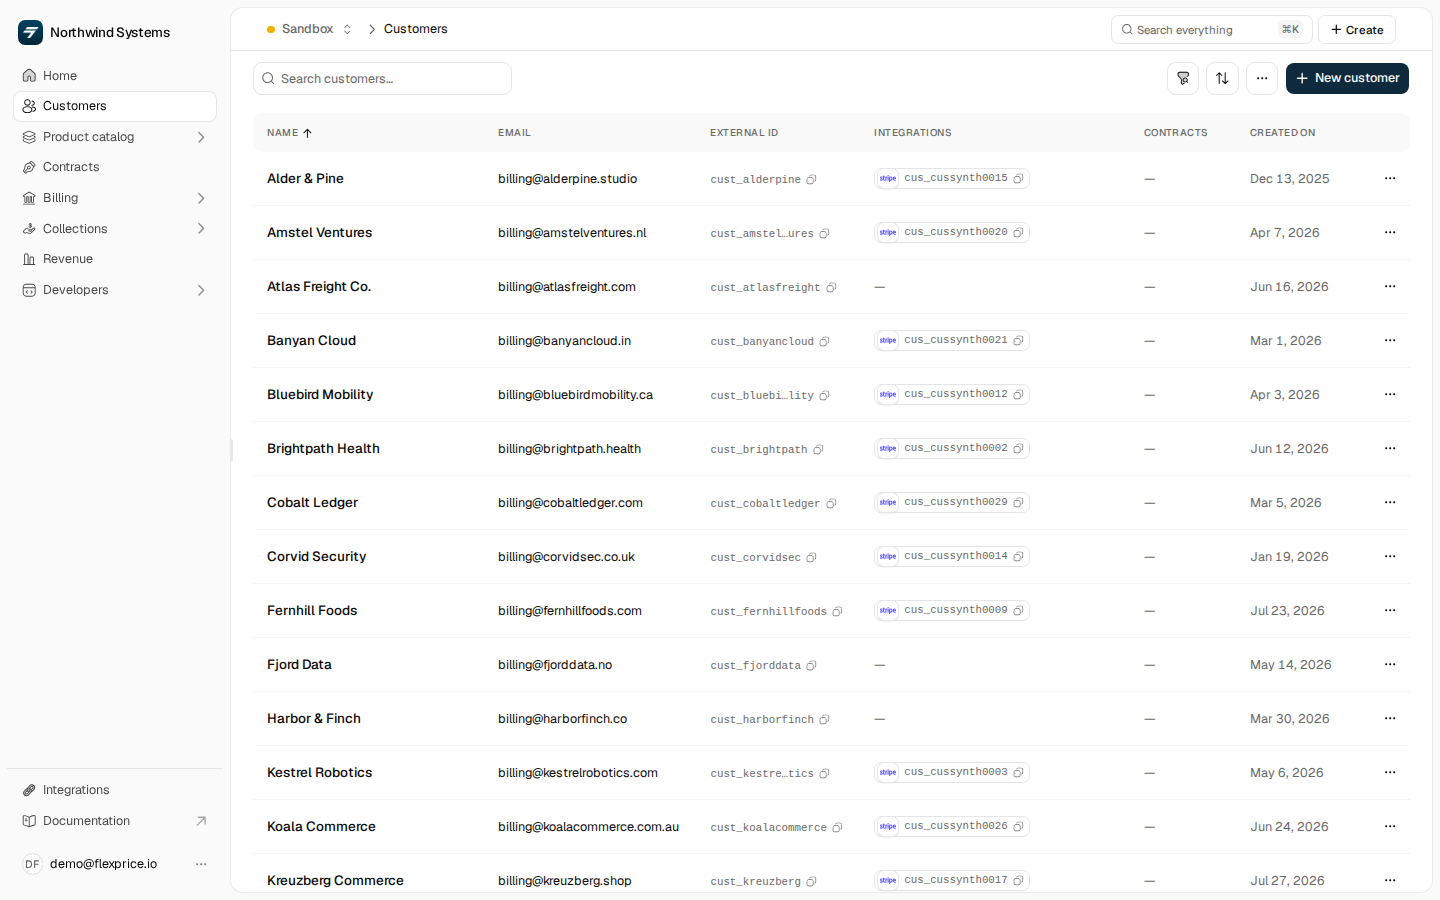 Northwind Systems
Home
Customers
Product catalog
Contracts
Billing
Collections
Revenue
Developers
Integrations
Documentation
DF demo@flexprice.io
Sandbox Customers
Search everything ⌘K
Create
Search customers...
New customer
NAME EMAIL EXTERNAL ID INTEGRATIONS CONTRACTS CREATED ON
Alder & Pine billing@alderpine.studio cust_alderpine stripe cus_cussynth0015 — Dec 13, 2025
Amstel Ventures billing@amstelventures.nl cust_amstel…ures stripe cus_cussynth0020 — Apr 7, 2026
Atlas Freight Co. billing@atlasfreight.com cust_atlasfreight — — Jun 16, 2026
Banyan Cloud billing@banyancloud.in cust_banyancloud stripe cus_cussynth0021 — Mar 1, 2026
Bluebird Mobility billing@bluebirdmobility.ca cust_bluebi…lity stripe cus_cussynth0012 — Apr 3, 2026
Brightpath Health billing@brightpath.health cust_brightpath stripe cus_cussynth0002 — Jun 12, 2026
Cobalt Ledger billing@cobaltledger.com cust_cobaltledger stripe cus_cussynth0029 — Mar 5, 2026
Corvid Security billing@corvidsec.co.uk cust_corvidsec stripe cus_cussynth0014 — Jan 19, 2026
Fernhill Foods billing@fernhillfoods.com cust_fernhillfoods stripe cus_cussynth0009 — Jul 23, 2026
Fjord Data billing@fjorddata.no cust_fjorddata — — May 14, 2026
Harbor & Finch billing@harborfinch.co cust_harborfinch — — Mar 30, 2026
Kestrel Robotics billing@kestrelrobotics.com cust_kestre…tics stripe cus_cussynth0003 — May 6, 2026
Koala Commerce billing@koalacommerce.com.au cust_koalacommerce stripe cus_cussynth0026 — Jun 24, 2026
Kreuzberg Commerce billing@kreuzberg.shop cust_kreuzberg stripe cus_cussynth0017 — Jul 27, 2026